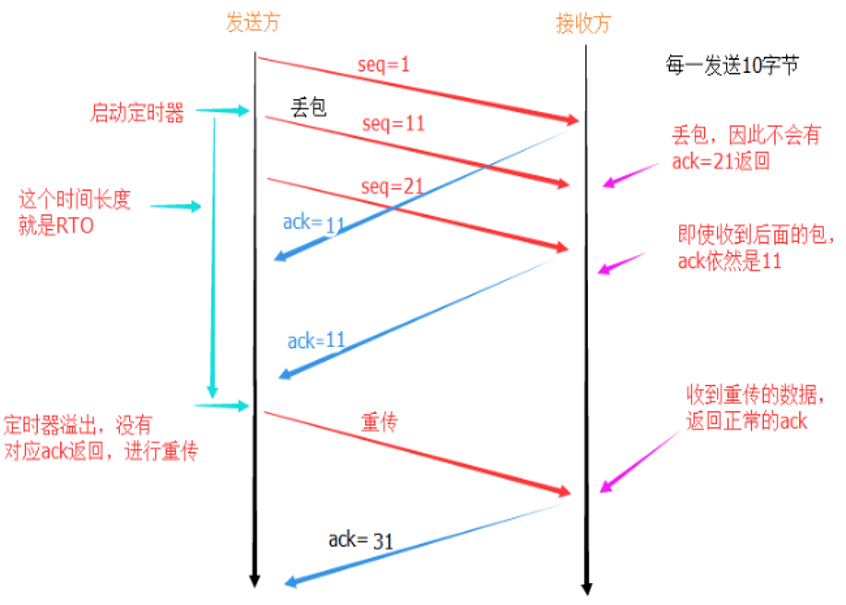 发送方
接收方
每一发送10字节
seq=1
启动定时器
丢包
seq=11
丢包，因此不会有
ack=21返回
seq=21
这个时间长度
就是RTO
ack=11
即使收到后面的包，
ack依然是11
ack=11
收到重传的数据，
返回正常的ack
定时器溢出，没有
对应ack返回，进行重传
重传
ack= 31